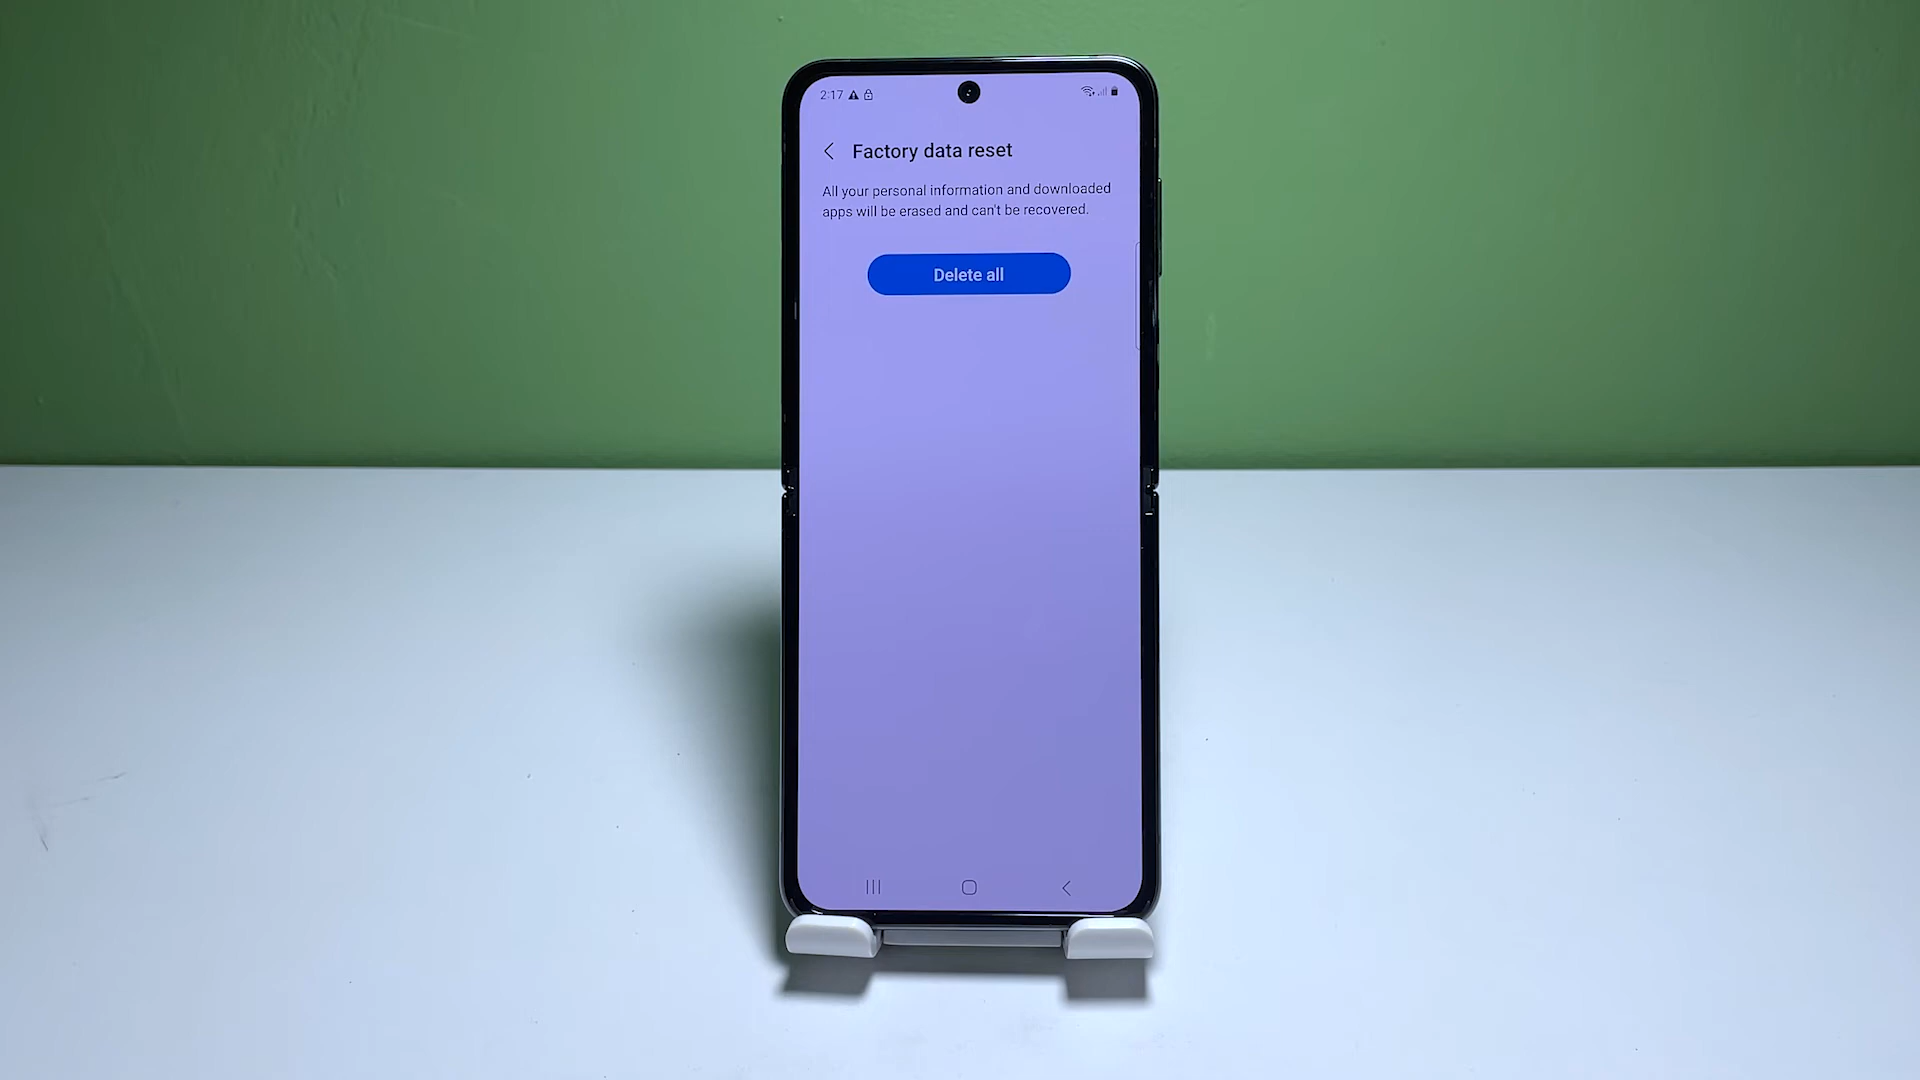 2:17
Factory data reset
All your personal information and downloaded
apps will be erased and can't be recovered.
Delete all